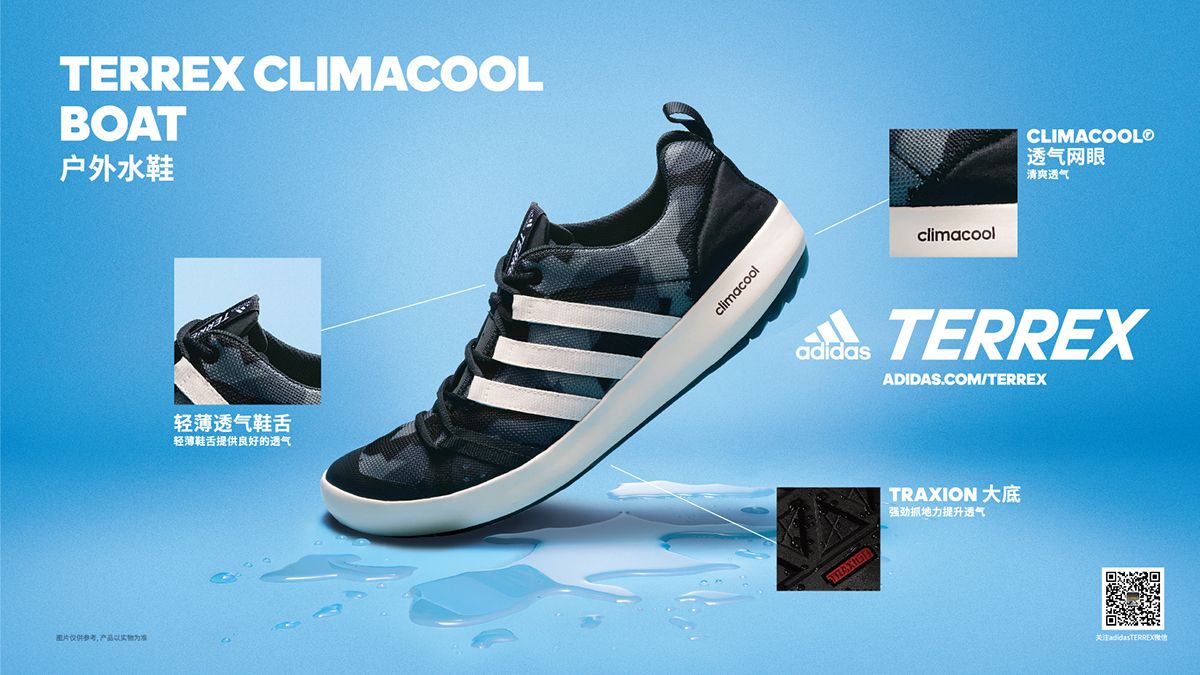 TERREX CLIMACOOL
BOAT
户外水鞋
CLIMACOOL®
透气网眼
清爽透气
climacool
climacool
轻薄透气鞋舌
轻薄鞋舌提供良好的透气
adidas
TERREX
ADIDAS.COM/TERREX
TRAXION 大底
强劲抓地力提升透气
TRAXION
图片仅供参考, 产品以实物为准
关注adidasTERREX微信